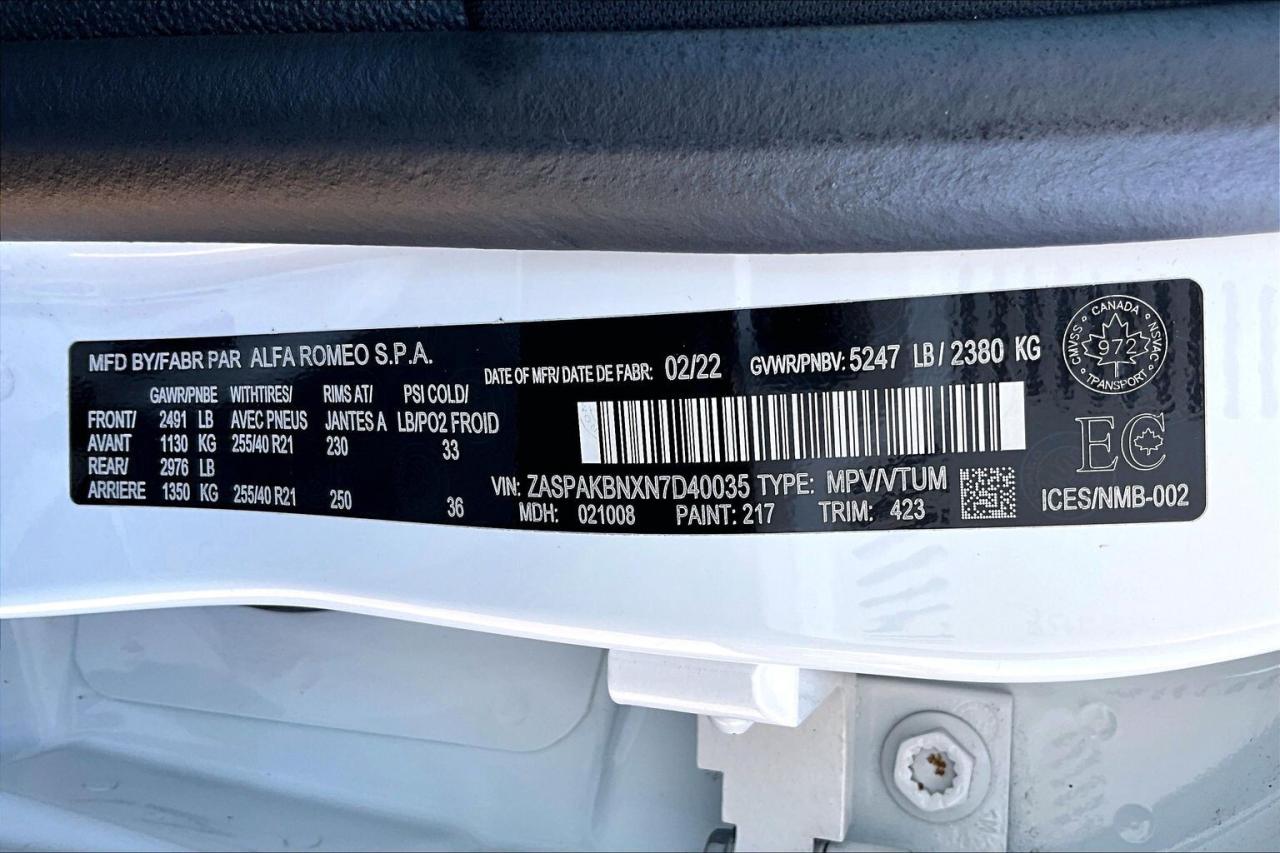 MFD BY/FABR PAR ALFA ROMEO S.P.A.
DATE OF MFR/DATE DE FABR: 02/22 GVWR/PNBV: 5247 LB/2380 KG
GAWR/PNBE WITHTIRES/ RIMS AT/ PSI COLD/
FRONT/ 2491 LB AVEC PNEUS JANTES A LB/PO2 FROID
AVANT 1130 KG 255/40 R21 230 33
REAR/ 2976 LB
ARRIERE 1350 KG 255/40 R21 250 36
VIN: ZASPAKBNXN7D40035 TYPE: MPV/VTUM
MDH: 021008 PAINT: 217 TRIM: 423
CANADA
CMVSS NSVAC
1972
TRANSPORT
EC
ICES/NMB-002